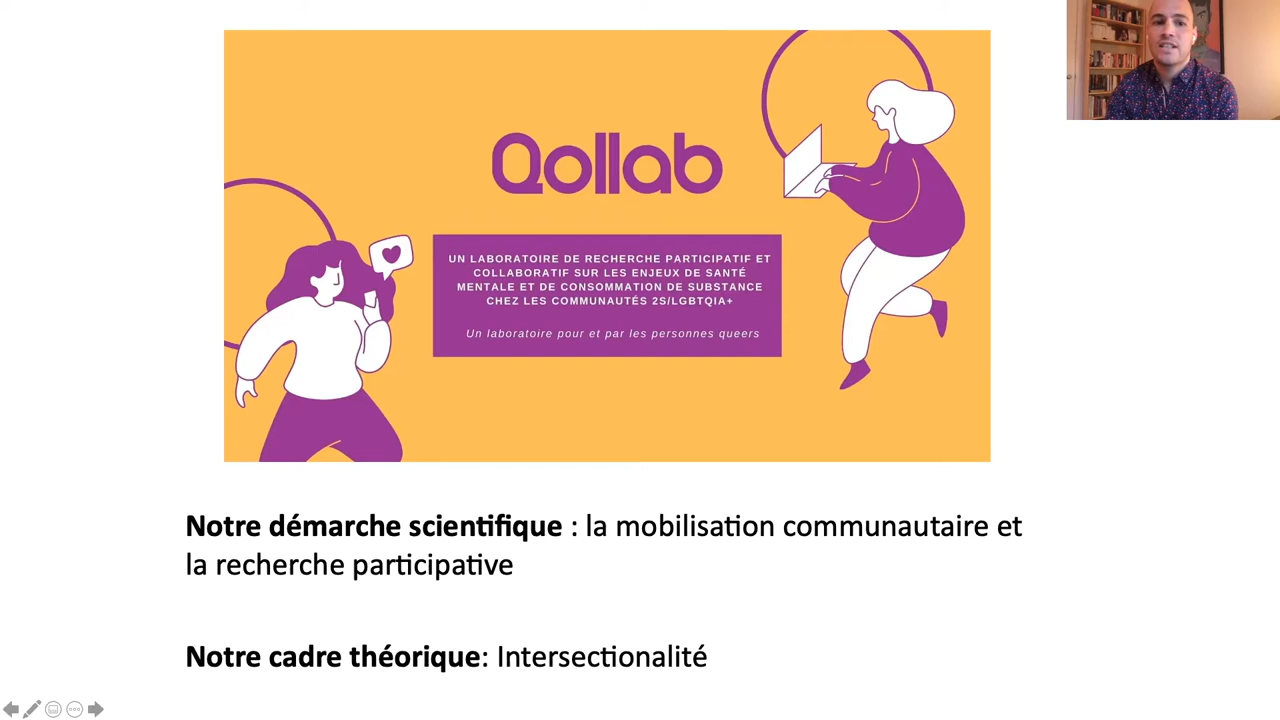 Qollab
UN LABORATOIRE DE RECHERCHE PARTICIPATIF ET
COLLABORATIF SUR LES ENJEUX DE SANTÉ
MENTALE ET DE CONSOMMATION DE SUBSTANCE
CHEZ LES COMMUNAUTÉS 2S/LGBTQIA+
Un laboratoire pour et par les personnes queers
Notre démarche scientifique : la mobilisation communautaire et
la recherche participative
Notre cadre théorique: Intersectionalité